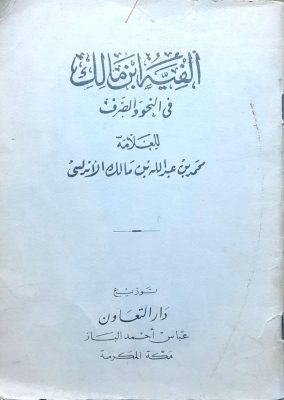 ألفية ابن مالك
في النحو والصرف
للعلامة
محمد بن عبد الله بن مالك الأندلسي
توزيع
دار التعاون
عباس أحمد الباز
مكة المكرمة